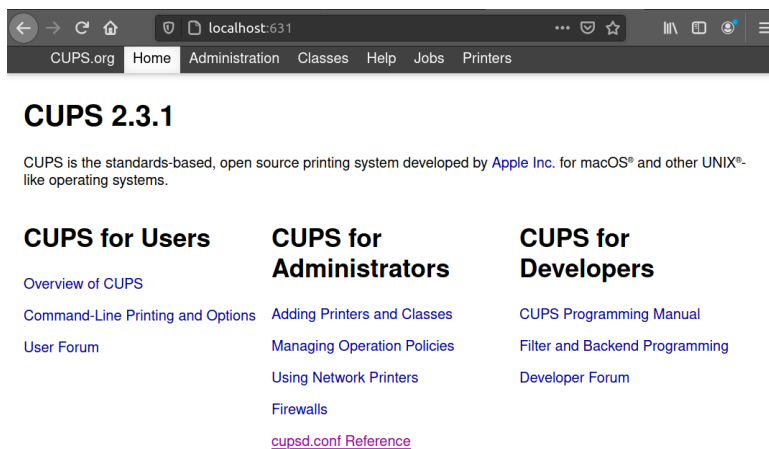 localhost:631
CUPS.org Home Administration Classes Help Jobs Printers
CUPS 2.3.1
CUPS is the standards-based, open source printing system developed by Apple Inc. for macOS® and other UNIX®-
like operating systems.
CUPS for Users
Overview of CUPS
Command-Line Printing and Options
User Forum
CUPS for
Administrators
Adding Printers and Classes
Managing Operation Policies
Using Network Printers
Firewalls
cupsd.conf Reference
CUPS for
Developers
CUPS Programming Manual
Filter and Backend Programming
Developer Forum